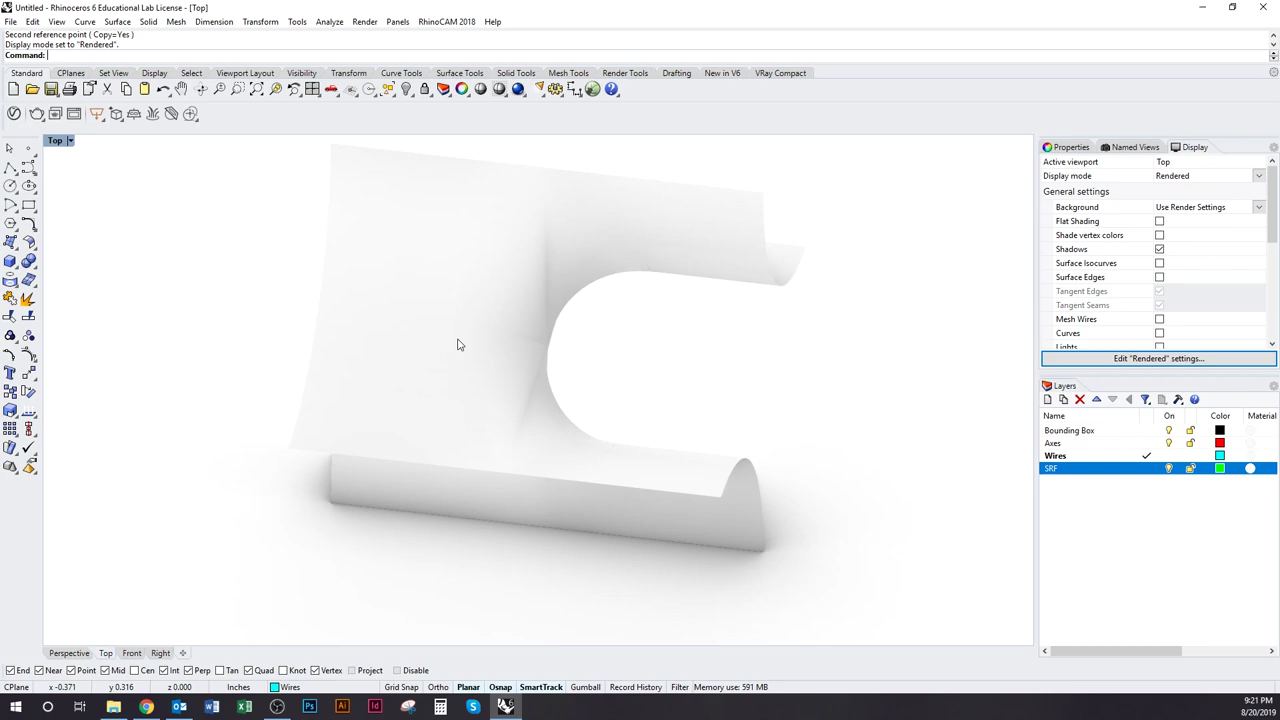 Untitled - Rhinoceros 6 Educational Lab License - [Top]
File Edit View Curve Surface Solid Mesh Dimension Transform Tools Analyze Render Panels RhinoCAM 2018 Help
Second reference point ( Copy=Yes )
Display mode set to "Rendered".
Command:
Standard CPlanes Set View Display Select Viewport Layout Visibility Transform Curve Tools Surface Tools Solid Tools Mesh Tools Render Tools Drafting New in V6 VRay Compact
Top
Properties Named Views Display
Active viewport Top
Display mode Rendered
General settings
Background Use Render Settings
Flat Shading
Shade vertex colors
Shadows
Surface Isocurves
Surface Edges
Tangent Edges
Tangent Seams
Mesh Wires
Curves
Lights
Edit "Rendered" settings...
Layers
Name On Color Material
Bounding Box
Axes
Wires
SRF
Perspective Top Front Right
End Near Point Mid Cen Int Perp Tan Quad Knot Vertex Project Disable
CPlane x -0.371 y 0.316 z 0.000 Inches Wires Grid Snap Ortho Planar Osnap SmartTrack Gumball Record History Filter Memory use: 591 MB
9:21 PM
8/20/2019